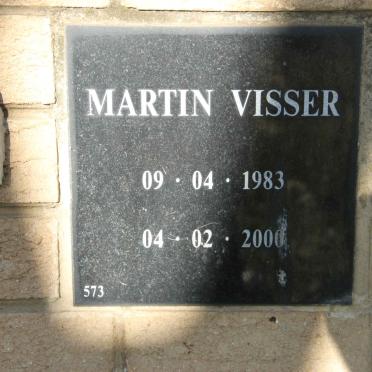 MARTIN VISSER
09 · 04 · 1983
04 · 02 · 2000
573